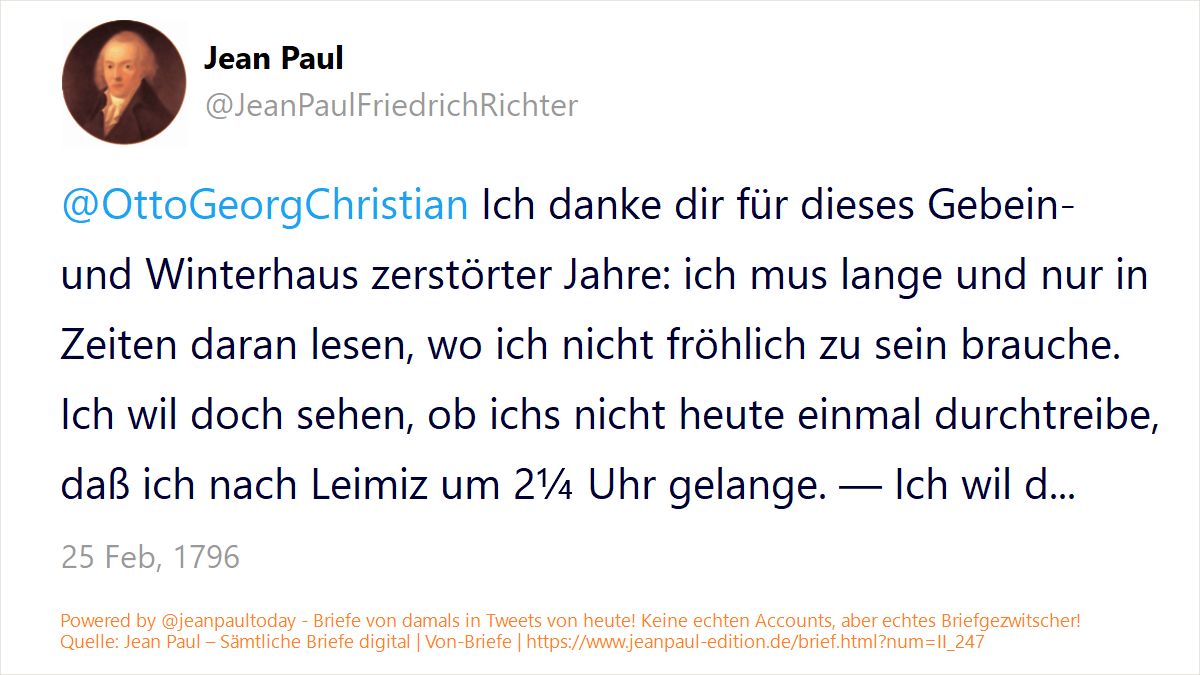 Jean Paul
@JeanPaulFriedrichRichter
@OttoGeorgChristian Ich danke dir für dieses Gebein-
und Winterhaus zerstörter Jahre: ich mus lange und nur in
Zeiten daran lesen, wo ich nicht fröhlich zu sein brauche.
Ich wil doch sehen, ob ichs nicht heute einmal durchtreibe,
daß ich nach Leimiz um 2¼ Uhr gelange. — Ich wil d...
25 Feb, 1796
Powered by @jeanpaultoday - Briefe von damals in Tweets von heute! Keine echten Accounts, aber echtes Briefgezwitscher!
Quelle: Jean Paul – Sämtliche Briefe digital | Von-Briefe | https://www.jeanpaul-edition.de/brief.html?num=II_247